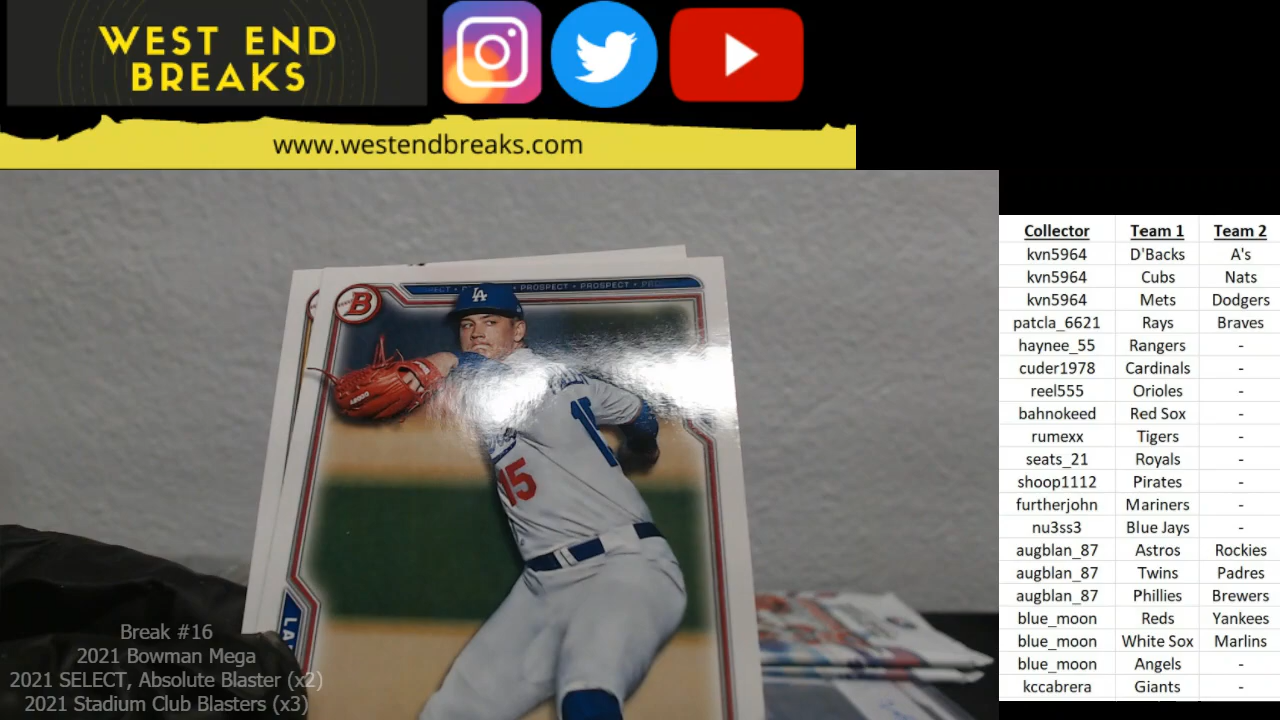 WEST END
BREAKS
www.westendbreaks.com
B
PROSPECT • PROSPECT
LA
15
15
Break #16
2021 Bowman Mega
2021 SELECT, Absolute Blaster (x2)
2021 Stadium Club Blasters (x3)
Collector Team 1 Team 2
kvn5964 D'Backs A's
kvn5964 Cubs Nats
kvn5964 Mets Dodgers
patcla_6621 Rays Braves
haynee_55 Rangers -
cuder1978 Cardinals -
reel555 Orioles -
bahnokeed Red Sox -
rumexx Tigers -
seats_21 Royals -
shoop1112 Pirates -
furtherjohn Mariners -
nu3ss3 Blue Jays -
augblan_87 Astros Rockies
augblan_87 Twins Padres
augblan_87 Phillies Brewers
blue_moon Reds Yankees
blue_moon White Sox Marlins
blue_moon Angels -
kccabrera Giants -